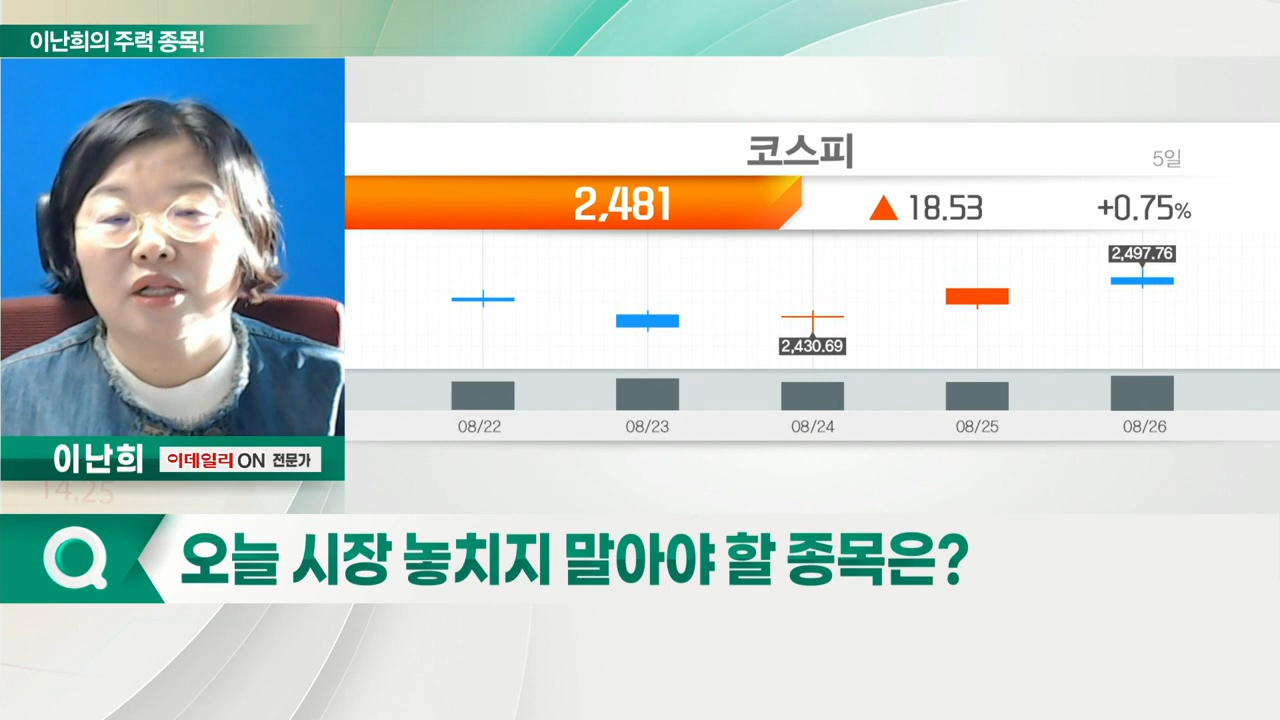 이난희의 주력 종목!
코스피
5일
2,481 ▲ 18.53 +0.75%
2,497.76
2,430.69
08/22 08/23 08/24 08/25 08/26
이난희 이데일리 ON 전문가
14.25
오늘 시장 놓치지 말아야 할 종목은?